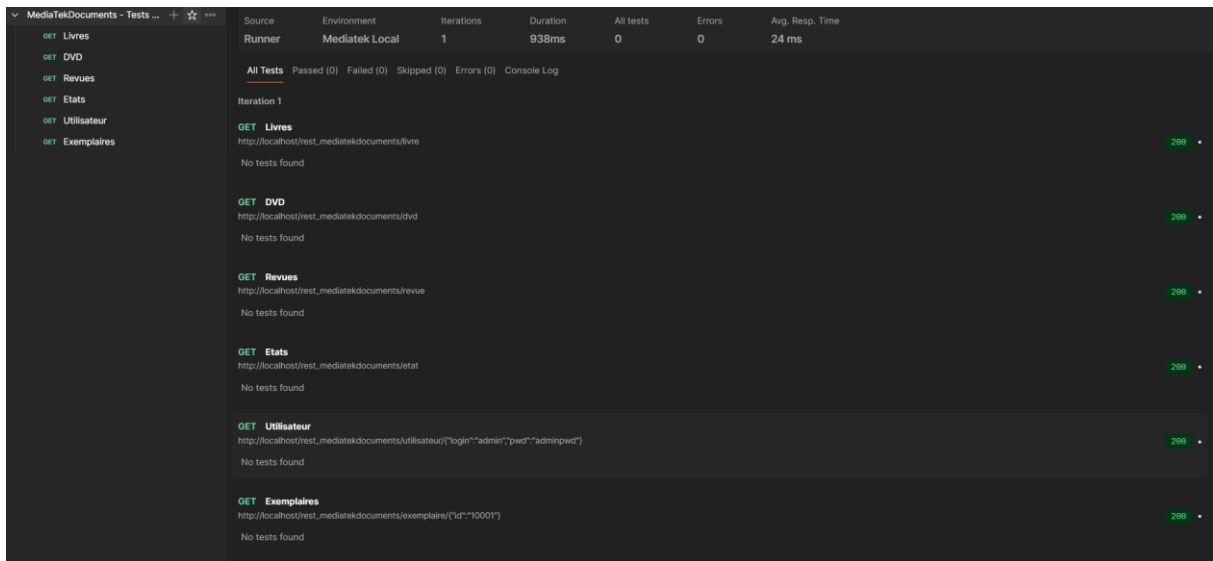 MediaTekDocuments - Tests ...
GET Livres
GET DVD
GET Revues
GET Etats
GET Utilisateur
GET Exemplaires
Source Environment Iterations Duration All tests Errors Avg. Resp. Time
Runner Mediatek Local 1 938ms 0 0 24 ms
All Tests Passed (0) Failed (0) Skipped (0) Errors (0) Console Log
Iteration 1
GET Livres
http://localhost/rest_mediatekdocuments/livre
200
No tests found
GET DVD
http://localhost/rest_mediatekdocuments/dvd
200
No tests found
GET Revues
http://localhost/rest_mediatekdocuments/revue
200
No tests found
GET Etats
http://localhost/rest_mediatekdocuments/etat
200
No tests found
GET Utilisateur
http://localhost/rest_mediatekdocuments/utilisateur/{"login":"admin","pwd":"adminpwd"}
200
No tests found
GET Exemplaires
http://localhost/rest_mediatekdocuments/exemplaire/{"id":"10001"}
200
No tests found